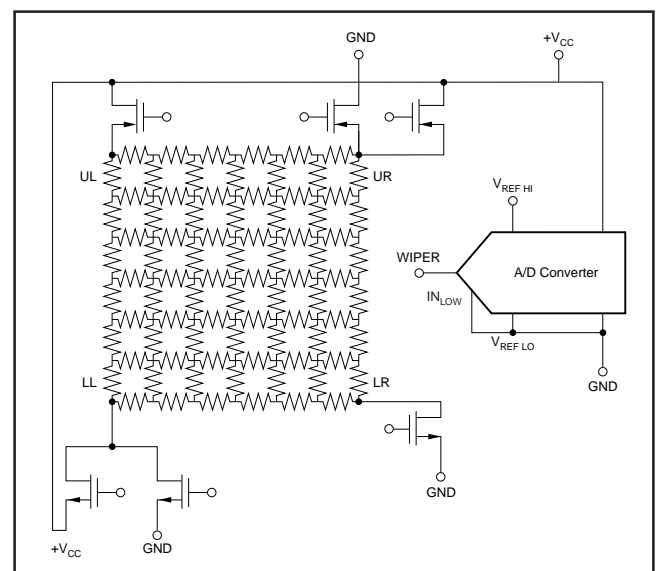 GND
+VCC
UL
UR
VREF HI
WIPER
A/D Converter
INLOW
VREF LO
LL
LR
GND
GND
+VCC
GND